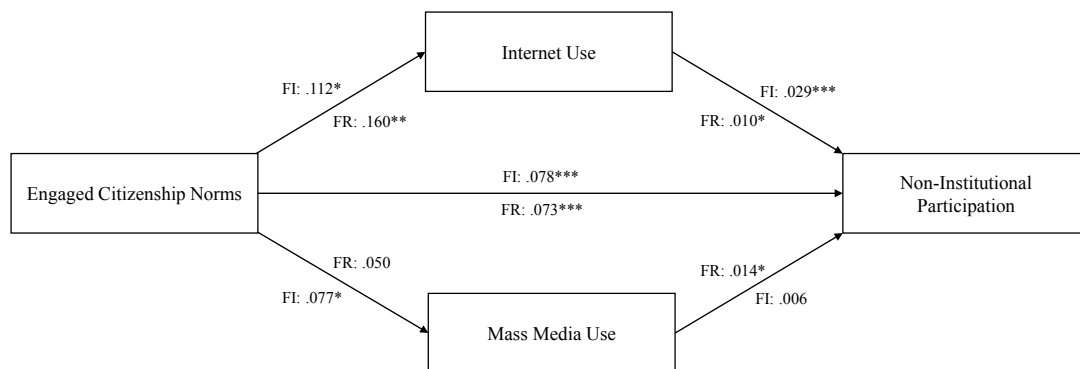 Internet Use
FI: .112*
FI: .029***
FR: .160**
FR: .010*
Engaged Citizenship Norms
FI: .078***
FR: .073***
Non-Institutional
Participation
FR: .050
FR: .014*
FI: .077*
FI: .006
Mass Media Use